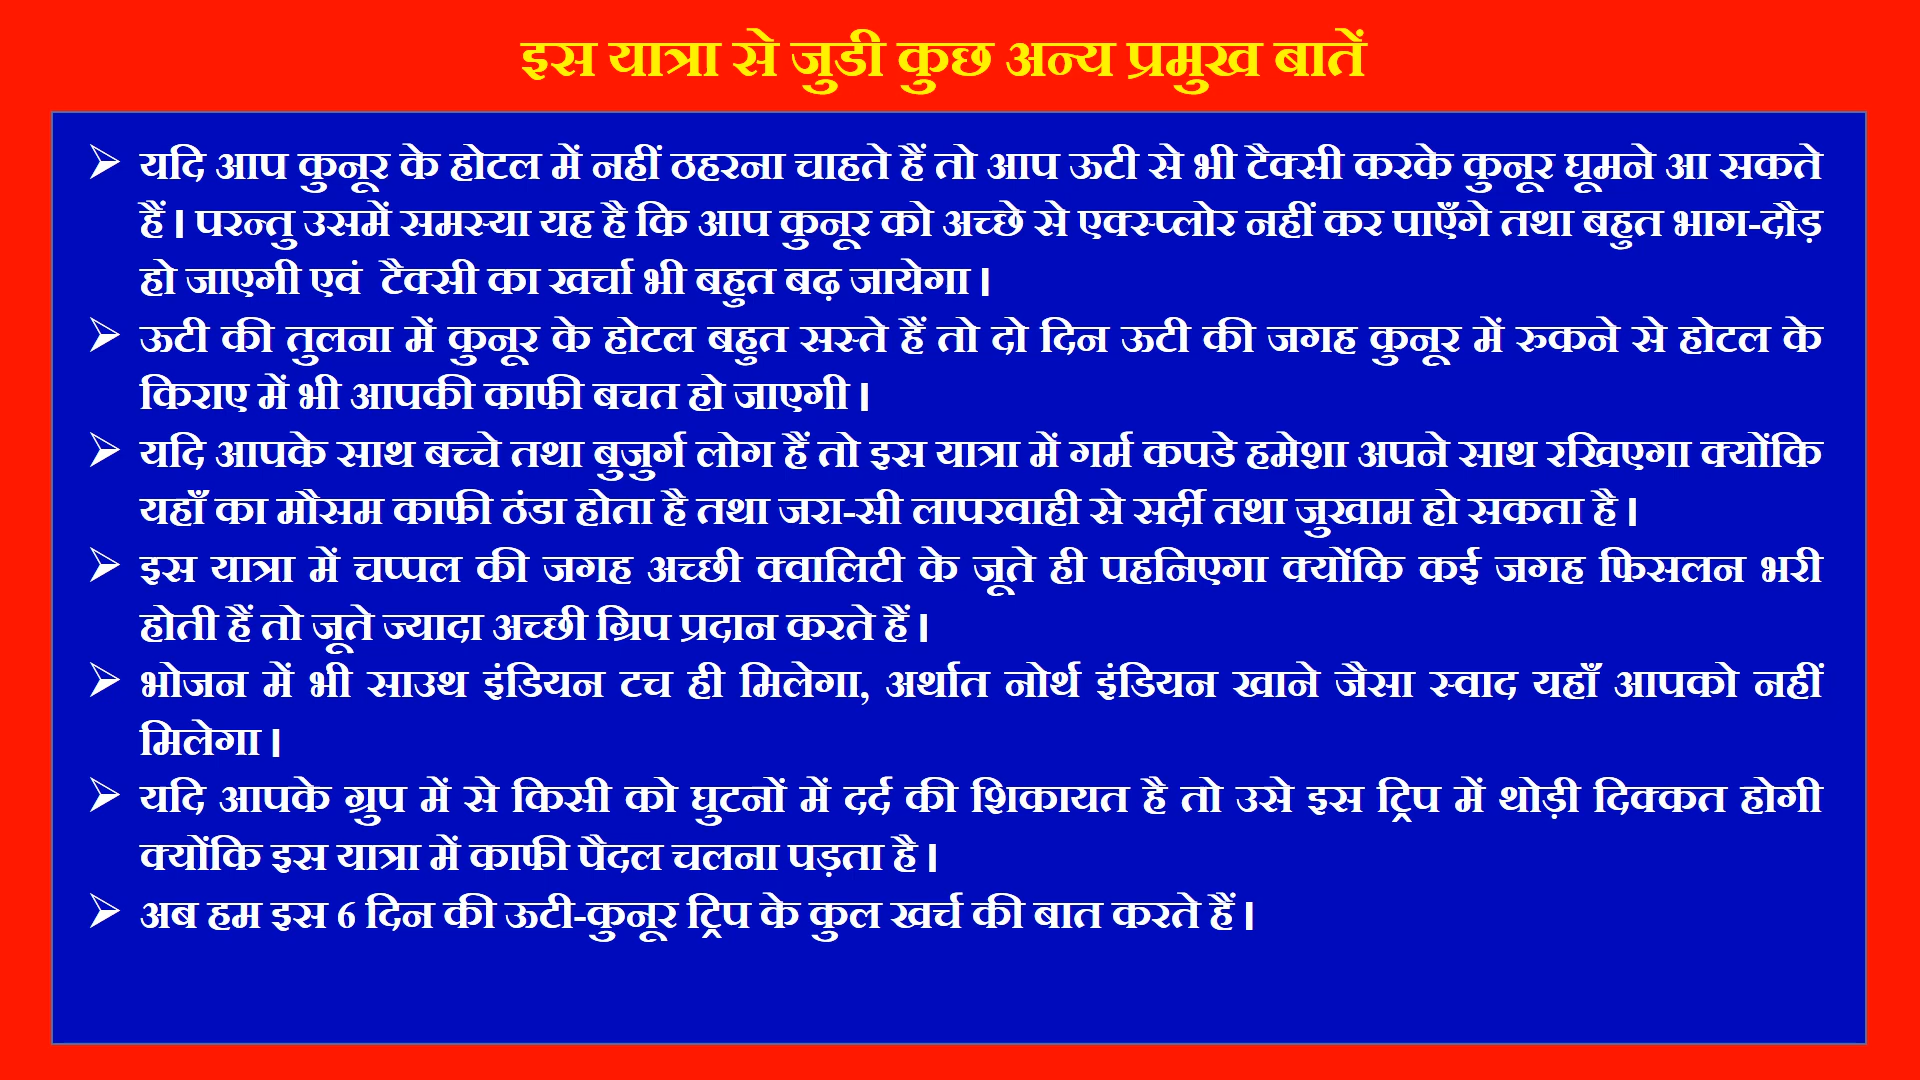 इस यात्रा से जुडी कुछ अन्य प्रमुख बातें
➢ यदि आप कुनूर के होटल में नहीं ठहरना चाहते हैं तो आप ऊटी से भी टैक्सी करके कुनूर घूमने आ सकते
हैं। परन्तु उसमें समस्या यह है कि आप कुनूर को अच्छे से एक्स्प्लोर नहीं कर पाएँगे तथा बहुत भाग-दौड़
हो जाएगी एवं टैक्सी का खर्चा भी बहुत बढ़ जायेगा।
➢ ऊटी की तुलना में कुनूर के होटल बहुत सस्ते हैं तो दो दिन ऊटी की जगह कुनूर में रुकने से होटल के
किराए में भी आपकी काफी बचत हो जाएगी।
➢ यदि आपके साथ बच्चे तथा बुजुर्ग लोग हैं तो इस यात्रा में गर्म कपडे हमेशा अपने साथ रखिएगा क्योंकि
यहाँ का मौसम काफी ठंडा होता है तथा जरा-सी लापरवाही से सर्दी तथा जुखाम हो सकता है।
➢ इस यात्रा में चप्पल की जगह अच्छी क्वालिटी के जूते ही पहनिएगा क्योंकि कई जगह फिसलन भरी
होती हैं तो जूते ज्यादा अच्छी ग्रिप प्रदान करते हैं।
➢ भोजन में भी साउथ इंडियन टच ही मिलेगा, अर्थात नोर्थ इंडियन खाने जैसा स्वाद यहाँ आपको नहीं
मिलेगा।
➢ यदि आपके ग्रुप में से किसी को घुटनों में दर्द की शिकायत है तो उसे इस ट्रिप में थोड़ी दिक्कत होगी
क्योंकि इस यात्रा में काफी पैदल चलना पड़ता है।
➢ अब हम इस 6 दिन की ऊटी-कुनूर ट्रिप के कुल खर्च की बात करते हैं।